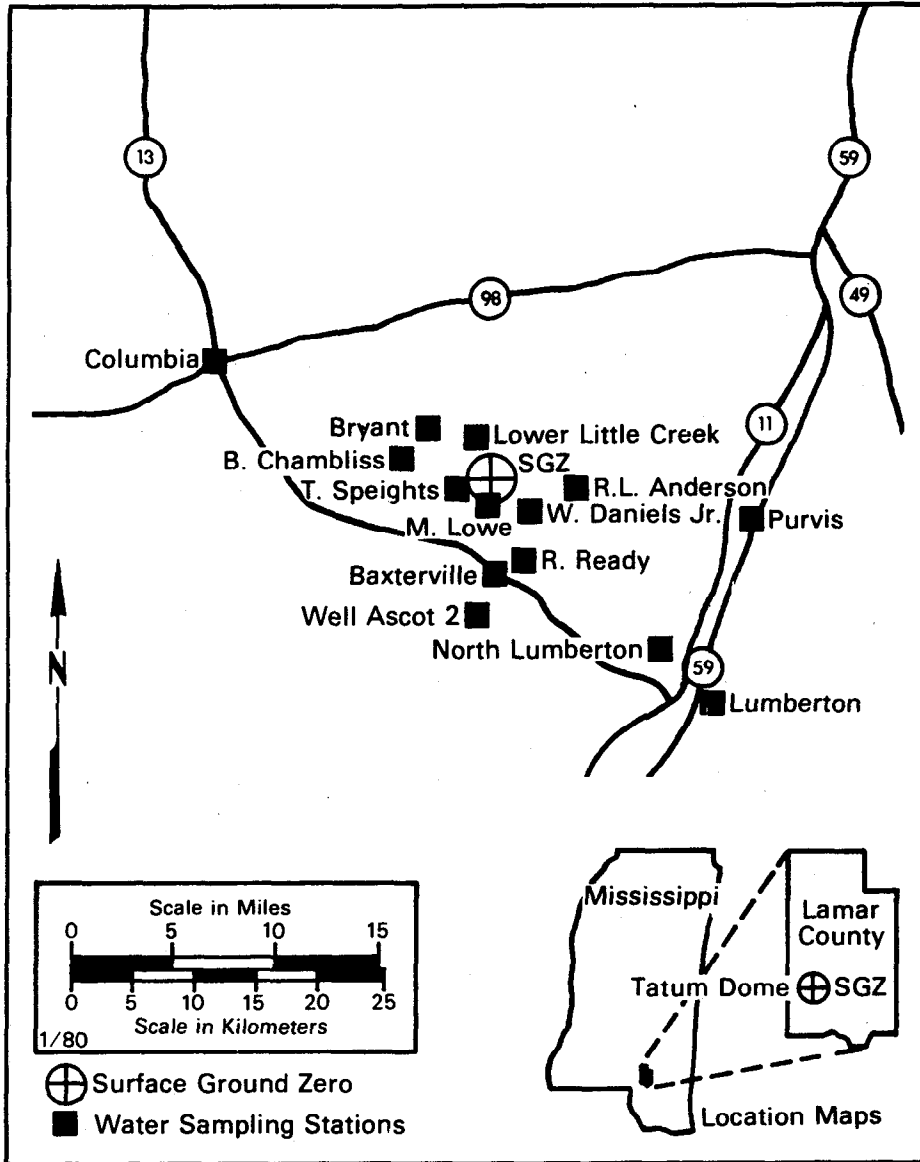 13
59
98
49
Columbia
11
Bryant
Lower Little Creek
B. Chambliss
SGZ
T. Speights
R.L. Anderson
M. Lowe
W. Daniels Jr.
Purvis
R. Ready
Baxterville
Well Ascot 2
North Lumberton
N
59
Lumberton
Scale in Miles
0 5 10 15
0 5 10 15 20 25
Scale in Kilometers
1/80
Surface Ground Zero
Water Sampling Stations
Mississippi
Lamar
County
Tatum Dome SGZ
Location Maps